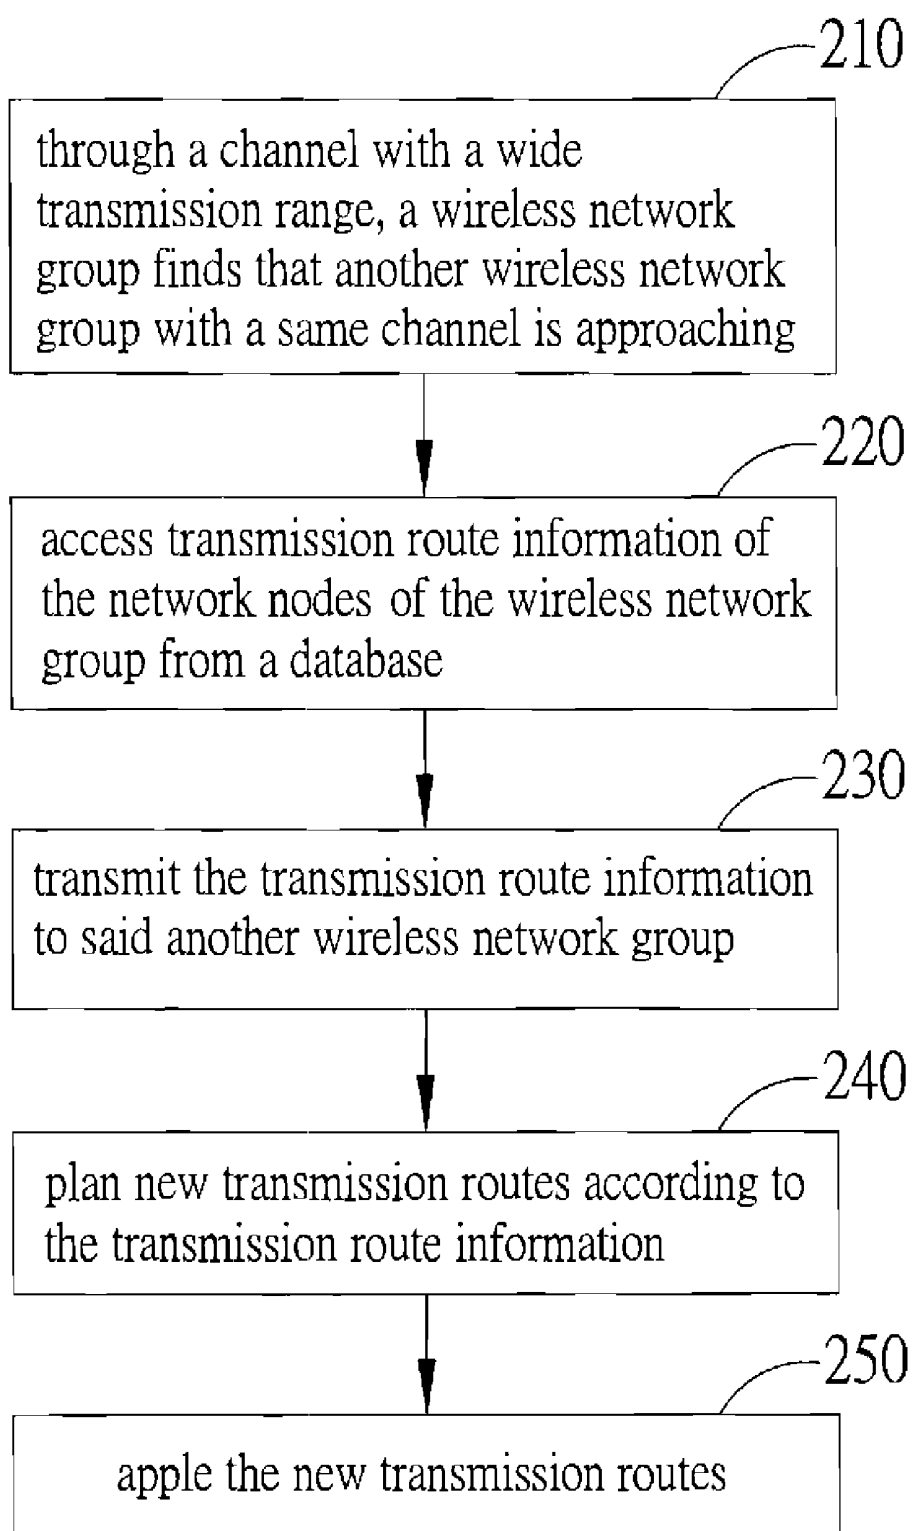 210
through a channel with a wide
transmission range, a wireless network
group finds that another wireless network
group with a same channel is approaching
220
access transmission route information of
the network nodes of the wireless network
group from a database
230
transmit the transmission route information
to said another wireless network group
240
plan new transmission routes according to
the transmission route information
250
apple the new transmission routes